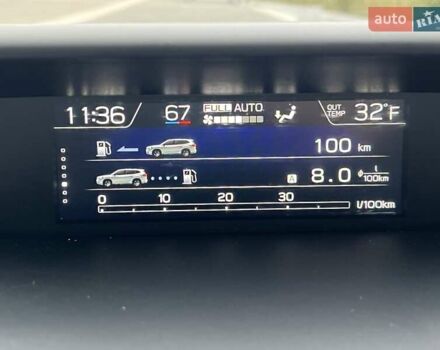 auto RIA
11:36 67 FULL AUTO OUT TEMP 32°F
100 km
A 8.0 l/100km
0 10 20 30
l/100km